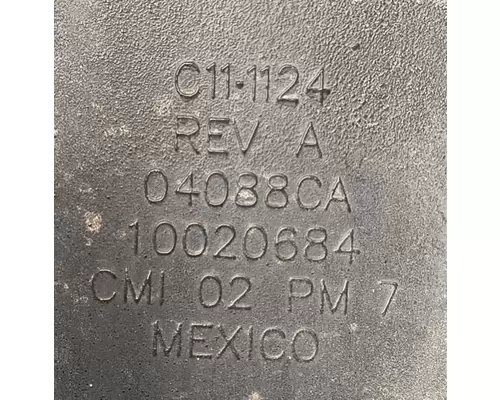 C11-1124
REV A
04088CA
10020684
CMI 02 PM 7
MEXICO